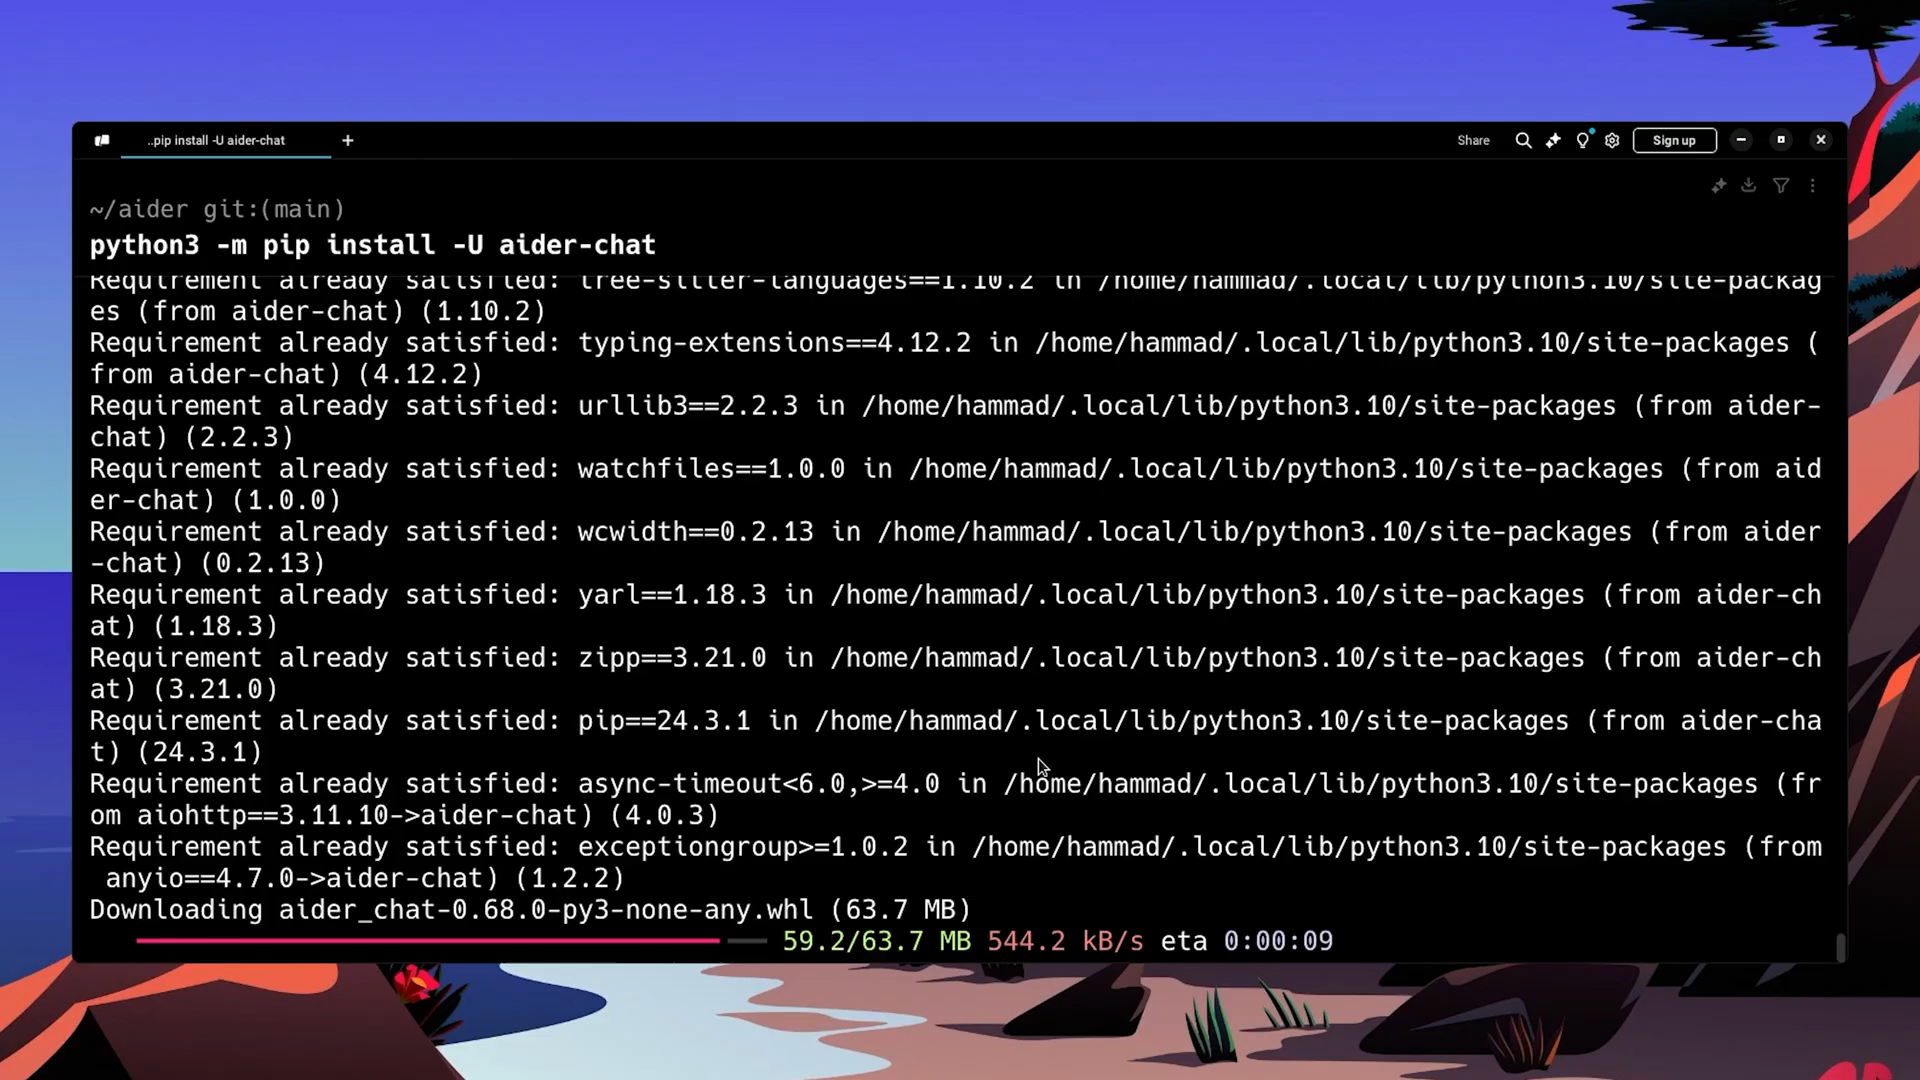 ..pip install -U aider-chat
Share
Sign up
~/aider git:(main)
python3 -m pip install -U aider-chat
Requirement already satisfied: tree-sitter-languages==1.10.2 in /home/hammad/.local/lib/python3.10/site-packag
es (from aider-chat) (1.10.2)
Requirement already satisfied: typing-extensions==4.12.2 in /home/hammad/.local/lib/python3.10/site-packages (
from aider-chat) (4.12.2)
Requirement already satisfied: urllib3==2.2.3 in /home/hammad/.local/lib/python3.10/site-packages (from aider-
chat) (2.2.3)
Requirement already satisfied: watchfiles==1.0.0 in /home/hammad/.local/lib/python3.10/site-packages (from aid
er-chat) (1.0.0)
Requirement already satisfied: wcwidth==0.2.13 in /home/hammad/.local/lib/python3.10/site-packages (from aider
-chat) (0.2.13)
Requirement already satisfied: yarl==1.18.3 in /home/hammad/.local/lib/python3.10/site-packages (from aider-ch
at) (1.18.3)
Requirement already satisfied: zipp==3.21.0 in /home/hammad/.local/lib/python3.10/site-packages (from aider-ch
at) (3.21.0)
Requirement already satisfied: pip==24.3.1 in /home/hammad/.local/lib/python3.10/site-packages (from aider-cha
t) (24.3.1)
Requirement already satisfied: async-timeout<6.0,>=4.0 in /home/hammad/.local/lib/python3.10/site-packages (fr
om aiohttp==3.11.10->aider-chat) (4.0.3)
Requirement already satisfied: exceptiongroup>=1.0.2 in /home/hammad/.local/lib/python3.10/site-packages (from
 anyio==4.7.0->aider-chat) (1.2.2)
Downloading aider_chat-0.68.0-py3-none-any.whl (63.7 MB)
59.2/63.7 MB 544.2 kB/s eta 0:00:09